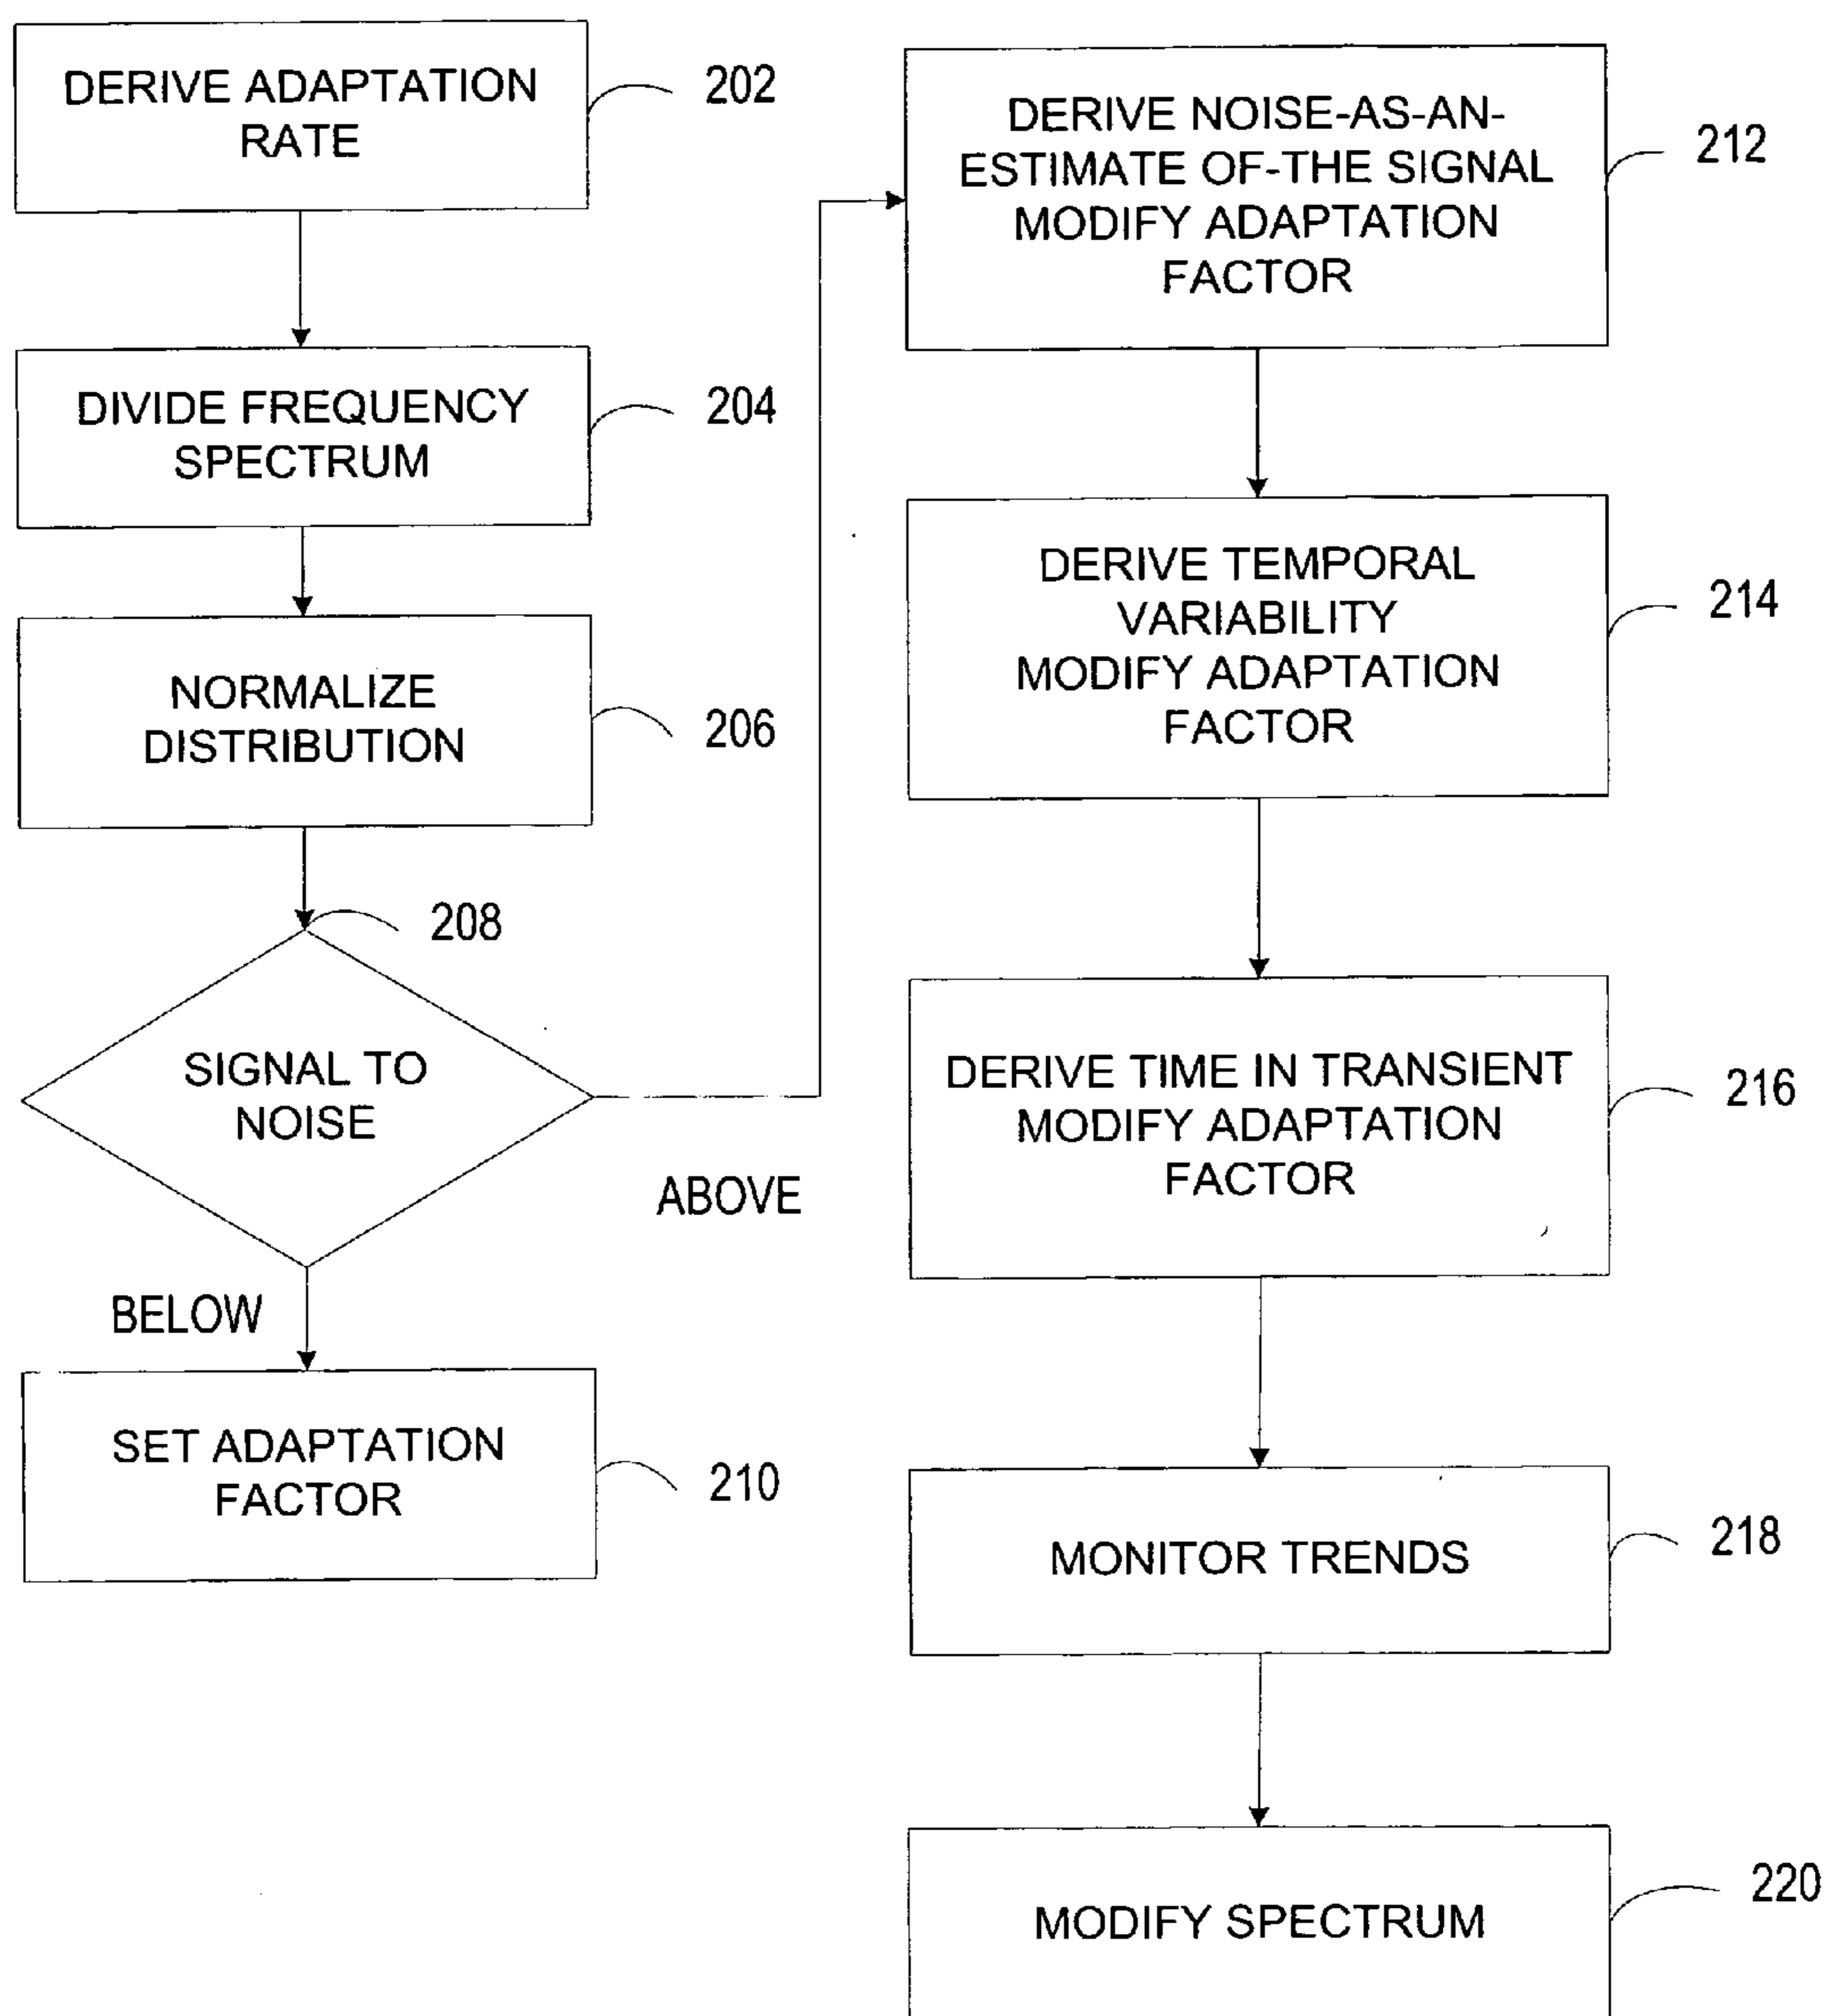 DERIVE ADAPTATION
RATE
202
DIVIDE FREQUENCY
SPECTRUM
204
NORMALIZE
DISTRIBUTION
206
208
SIGNAL TO
NOISE
ABOVE
BELOW
SET ADAPTATION
FACTOR
210
DERIVE NOISE-AS-AN-
ESTIMATE OF-THE SIGNAL
MODIFY ADAPTATION
FACTOR
212
DERIVE TEMPORAL
VARIABILITY
MODIFY ADAPTATION
FACTOR
214
DERIVE TIME IN TRANSIENT
MODIFY ADAPTATION
FACTOR
216
MONITOR TRENDS
218
MODIFY SPECTRUM
220